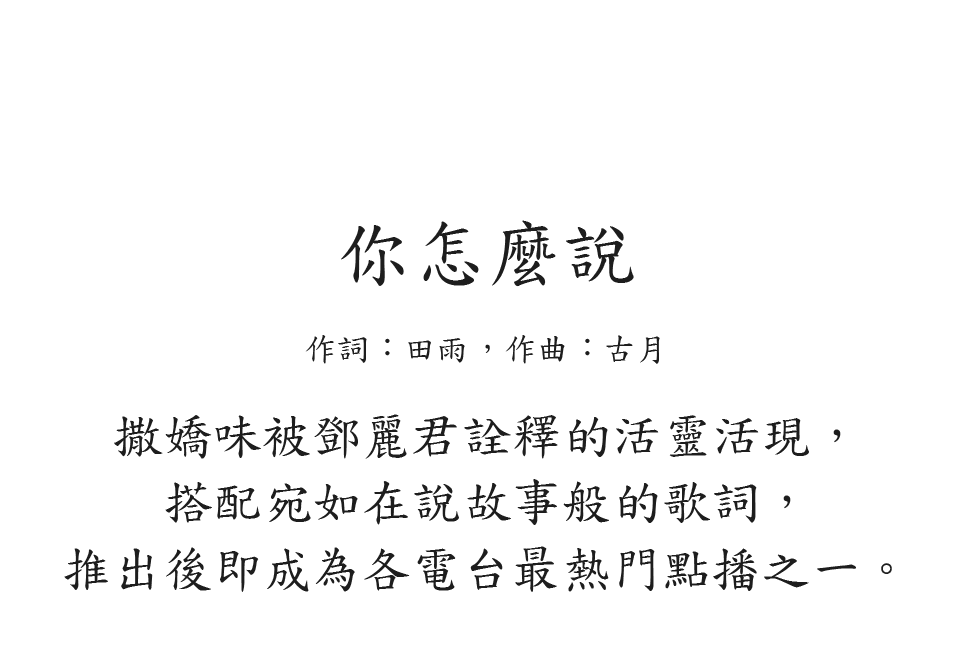 你怎麼說
作詞：田雨，作曲：古月
撒嬌味被鄧麗君詮釋的活靈活現，
搭配宛如在說故事般的歌詞，
推出後即成為各電台最熱門點播之一。